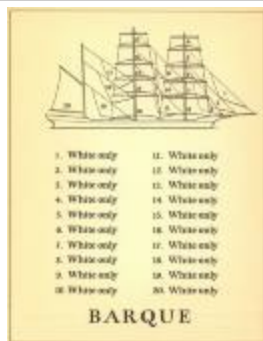 1. White only
2. White only
3. White only
4. White only
5. White only
6. White only
7. White only
8. White only
9. White only
10. White only
11. White only
12. White only
13. White only
14. White only
15. White only
16. White only
17. White only
18. White only
19. White only
20. White only
BARQUE